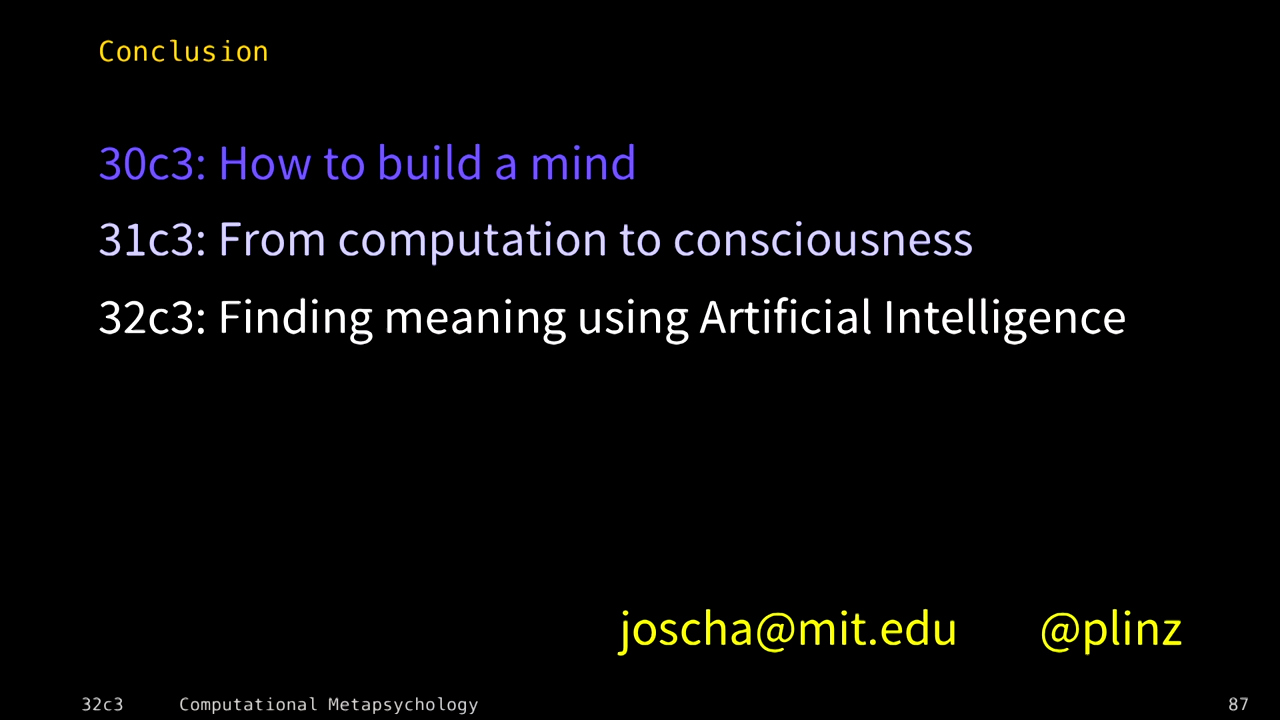 Conclusion
30c3: How to build a mind
31c3: From computation to consciousness
32c3: Finding meaning using Artificial Intelligence
joscha@mit.edu @plinz
32c3 Computational Metapsychology 87